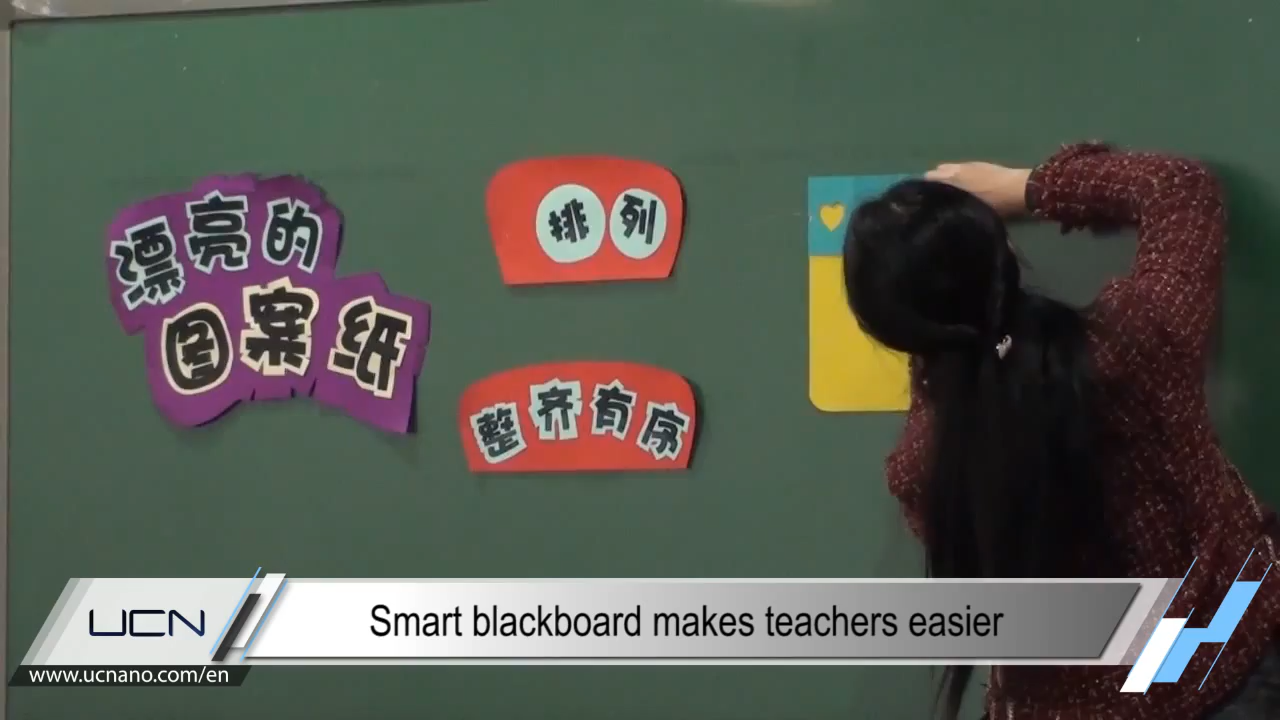 漂亮的
图案纸
排列
整齐有序
UCN
Smart blackboard makes teachers easier
www.ucnano.com/en